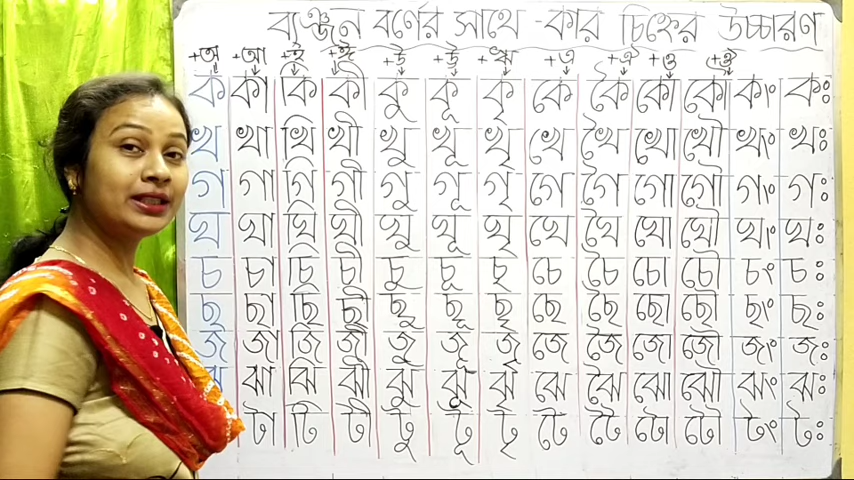 ব্যঞ্জন বর্ণের সাথে -কার চিহ্নের উচ্চারণ
+অ +আ +ই +ঈ +উ +ঊ +ঋ +এ +ঐ +ও +ঔ
ক কা কি কী কু কূ কৃ কে কৈ কো কৌ কাং কঃ
খ খা খি খী খু খূ খৃ খে খৈ খো খৌ খাং খঃ
গ গা গি গী গু গূ গৃ গে গৈ গো গৌ গাং গঃ
ঘ ঘা ঘি ঘী ঘু ঘূ ঘৃ ঘে ঘৈ ঘো ঘৌ ঘাং ঘঃ
চ চা চি চী চু চূ চৃ চে চৈ চো চৌ চং চঃ
ছ ছা ছি ছী ছু ছূ ছৃ ছে ছৈ ছো ছৌ ছাং ছঃ
জ জা জি জী জু জূ জৃ জে জৈ জো জৌ জাং জঃ
ঝ ঝা ঝি ঝী ঝু ঝূ ঝৃ ঝে ঝৈ ঝো ঝৌ ঝাং ঝঃ
টা টি টী টু টূ টৃ টে টৈ টো টৌ টং টঃ